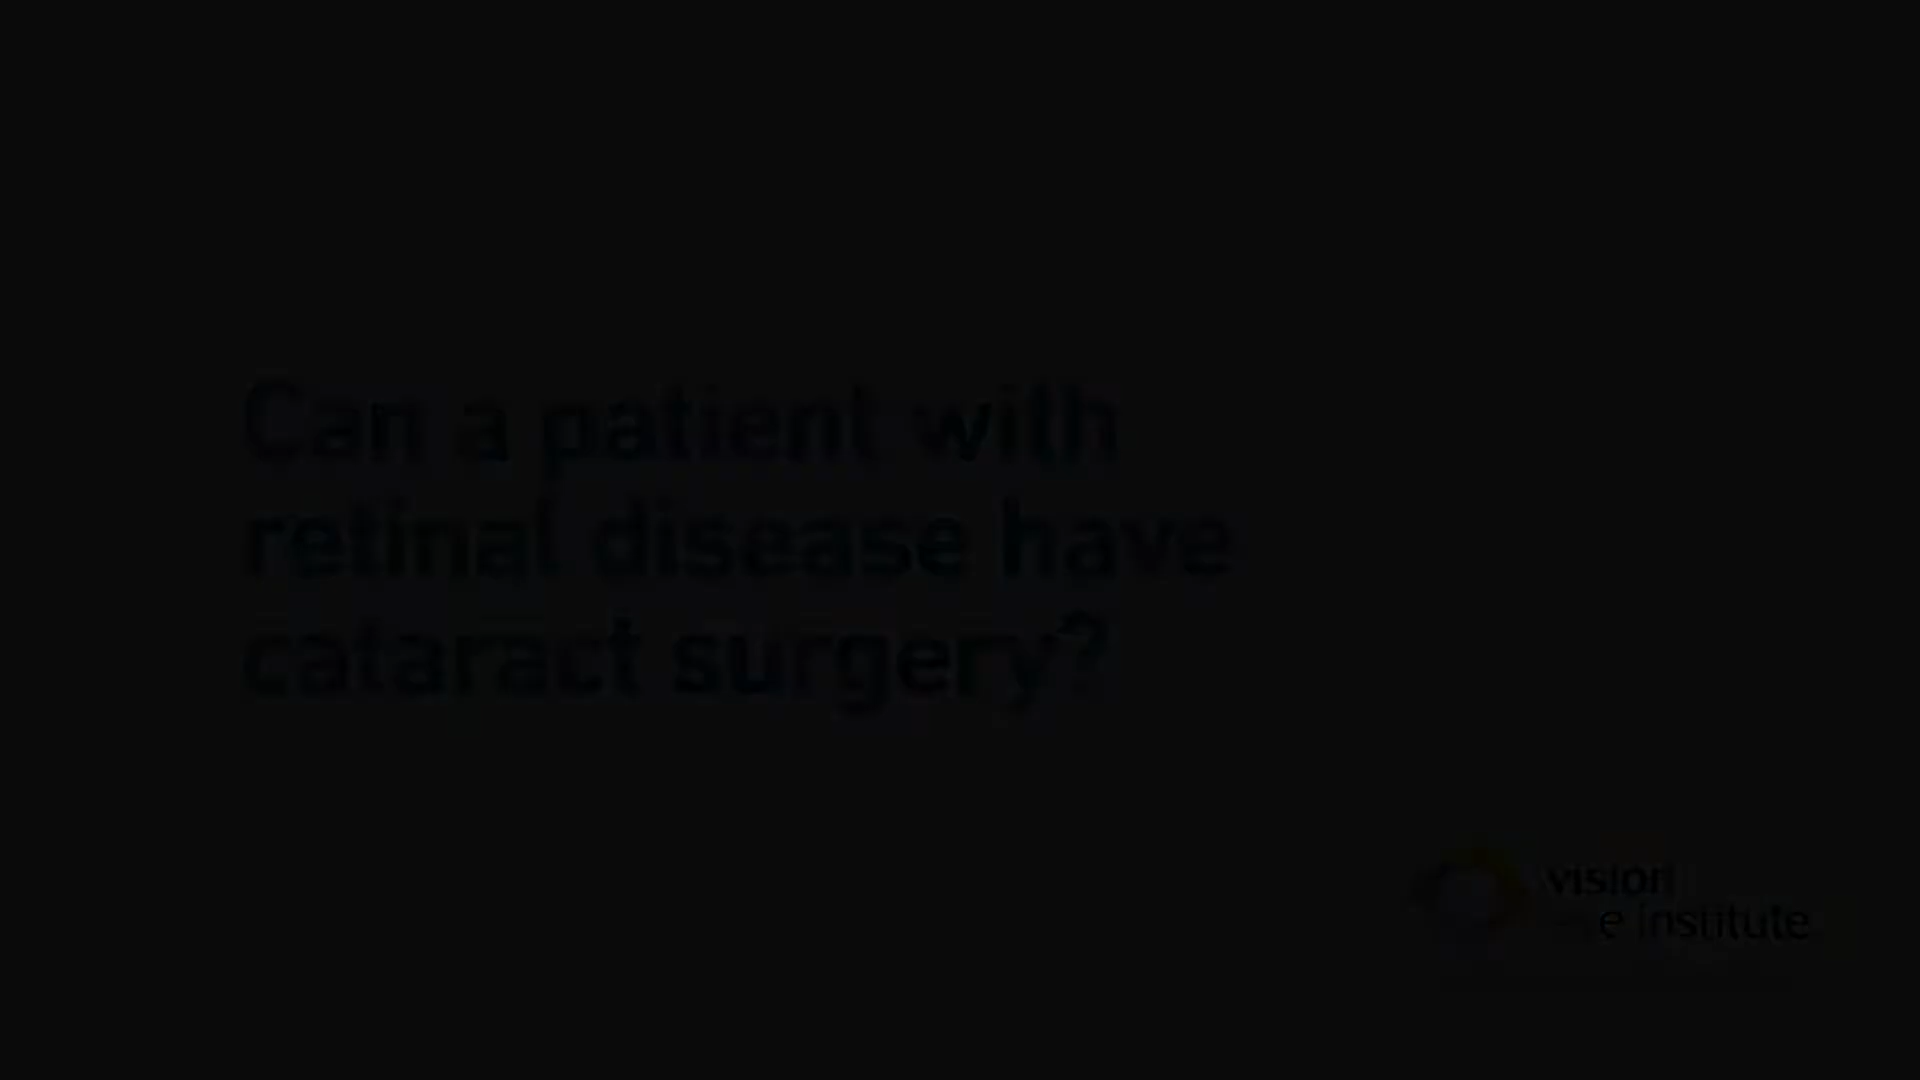 Can a patient with
retinal disease have
cataract surgery?
vision
e institute